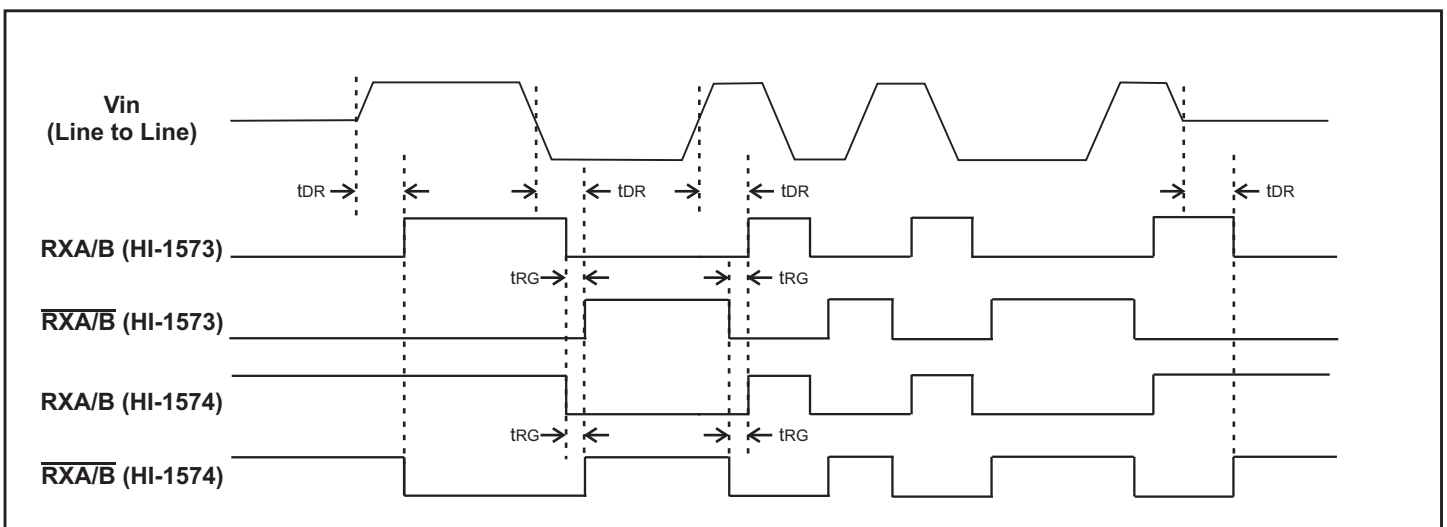 Vin
(Line to Line)
tDR
tDR
tDR
tDR
RXA/B (HI-1573)
tRG
tRG
RXA/B (HI-1573)
RXA/B (HI-1574)
tRG
tRG
RXA/B (HI-1574)